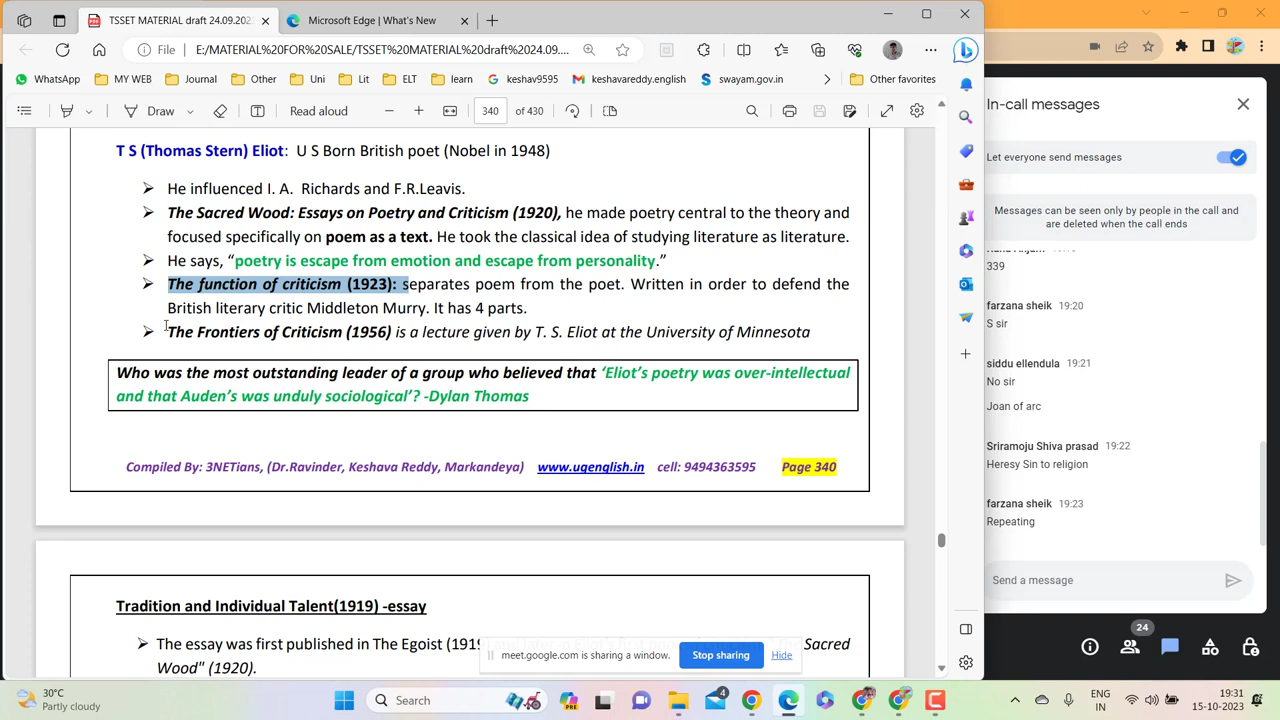 TSSET MATERIAL draft 24.09.202
Microsoft Edge | What's New
File
E:/MATERIAL%20FOR%20SALE/TSSET%20MATERIAL%20draft%2024.09....
WhatsApp
MY WEB
Journal
Other
Uni
Lit
ELT
learn
keshav9595
keshavareddy.english
swayam.gov.in
Other favorites
Draw
Read aloud
340
of 430
T S (Thomas Stern) Eliot: U S Born British poet (Nobel in 1948)
➢ He influenced I. A. Richards and F.R.Leavis.
➢ The Sacred Wood: Essays on Poetry and Criticism (1920), he made poetry central to the theory and
focused specifically on poem as a text. He took the classical idea of studying literature as literature.
➢ He says, “poetry is escape from emotion and escape from personality.”
➢ The function of criticism (1923): separates poem from the poet. Written in order to defend the
British literary critic Middleton Murry. It has 4 parts.
➢ The Frontiers of Criticism (1956) is a lecture given by T. S. Eliot at the University of Minnesota
Who was the most outstanding leader of a group who believed that ‘Eliot’s poetry was over-intellectual
and that Auden’s was unduly sociological’? -Dylan Thomas
Compiled By: 3NETians, (Dr.Ravinder, Keshava Reddy, Markandeya) www.ugenglish.in cell: 9494363595 Page 340
Tradition and Individual Talent(1919) -essay
➢ The essay was first published in The Egoist (1919
Sacred
Wood" (1920).
meet.google.com is sharing a window.
Stop sharing
Hide
In-call messages
Let everyone send messages
Messages can be seen only by people in the call and
are deleted when the call ends
339
farzana sheik 19:20
S sir
siddu ellendula 19:21
No sir
Joan of arc
Sriramoju Shiva prasad 19:22
Heresy Sin to religion
farzana sheik 19:23
Repeating
Send a message
24
30°C
Partly cloudy
Search
PRE
4
ENG
IN
19:31
15-10-2023